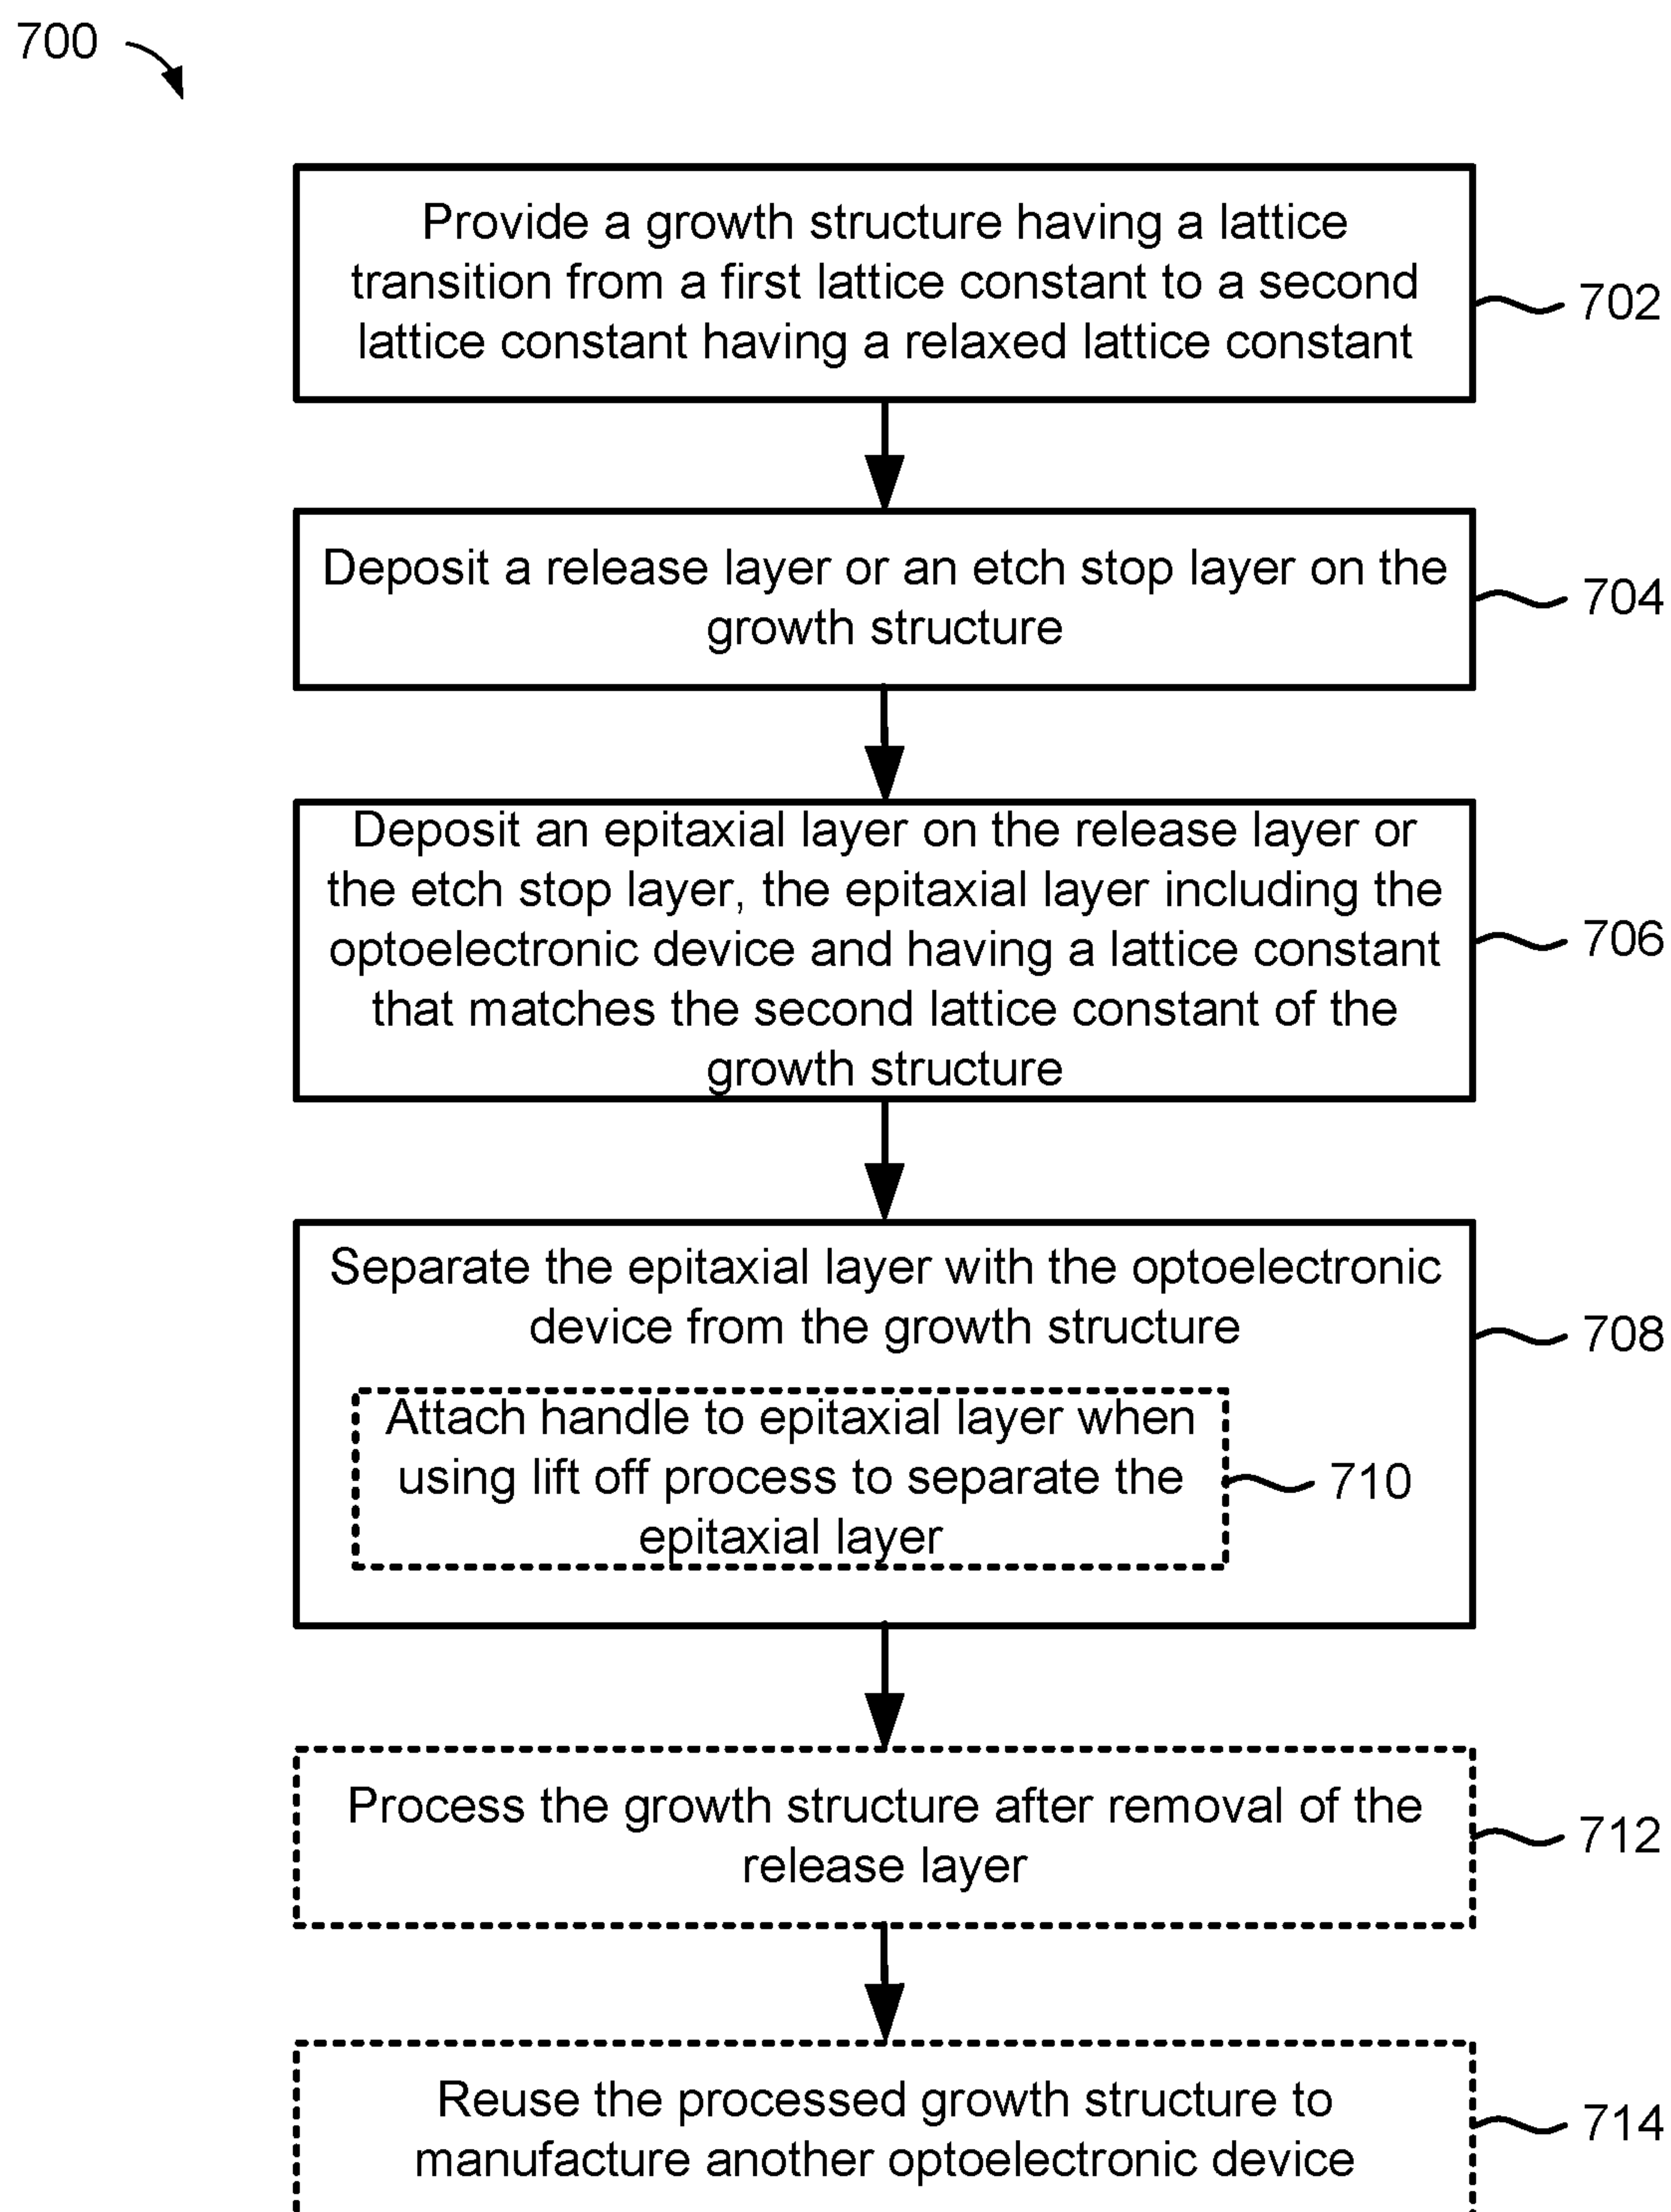 700
Provide a growth structure having a lattice
transition from a first lattice constant to a second
lattice constant having a relaxed lattice constant
702
Deposit a release layer or an etch stop layer on the
growth structure
704
Deposit an epitaxial layer on the release layer or
the etch stop layer, the epitaxial layer including the
optoelectronic device and having a lattice constant
that matches the second lattice constant of the
growth structure
706
Separate the epitaxial layer with the optoelectronic
device from the growth structure
708
Attach handle to epitaxial layer when
using lift off process to separate the
epitaxial layer
710
Process the growth structure after removal of the
release layer
712
Reuse the processed growth structure to
manufacture another optoelectronic device
714